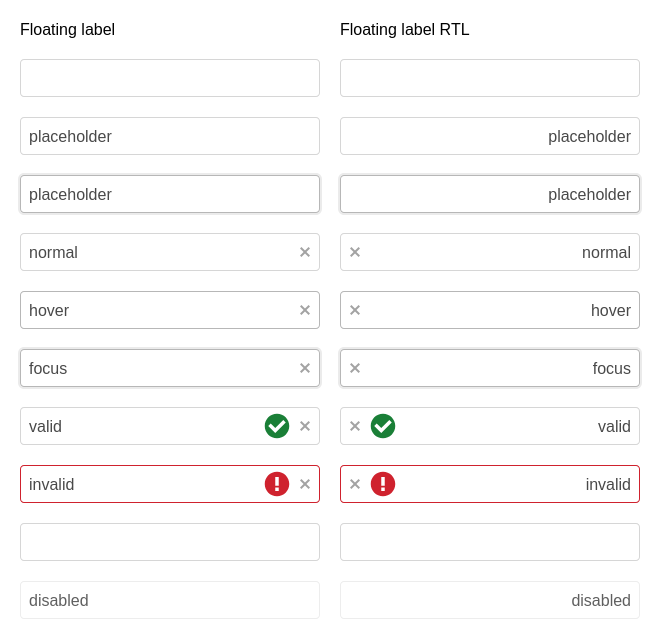 Floating label
placeholder
placeholder
normal
hover
focus
valid
invalid
disabled
Floating label RTL
placeholder
placeholder
normal
hover
focus
valid
invalid
disabled